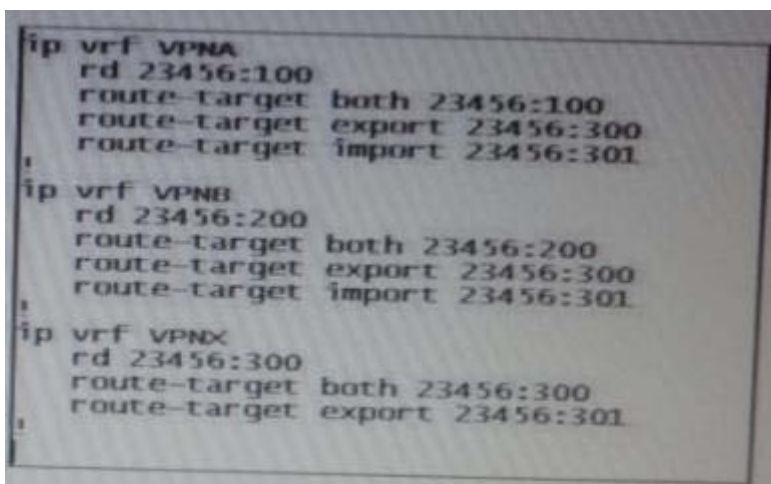 ip vrf VPNA
rd 23456:100
route-target both 23456:100
route-target export 23456:300
route-target import 23456:301
!
ip vrf VPNB
rd 23456:200
route-target both 23456:200
route-target export 23456:300
route-target import 23456:301
!
ip vrf VPNX
rd 23456:300
route-target both 23456:300
route-target export 23456:301
!